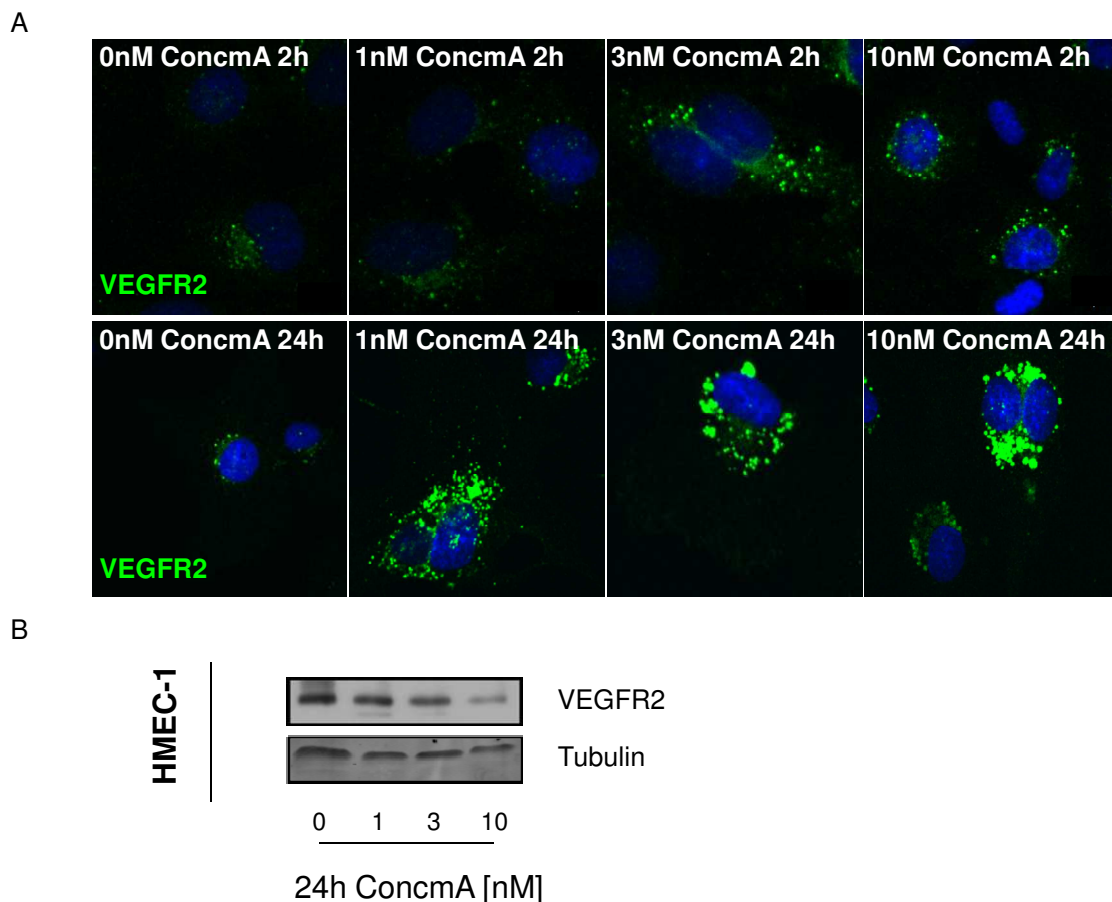 A
0nM ConcmA 2h
1nM ConcmA 2h
3nM ConcmA 2h
10nM ConcmA 2h
VEGFR2
0nM ConcmA 24h
1nM ConcmA 24h
3nM ConcmA 24h
10nM ConcmA 24h
VEGFR2
B
HMEC-1
VEGFR2
Tubulin
0 1 3 10
24h ConcmA [nM]